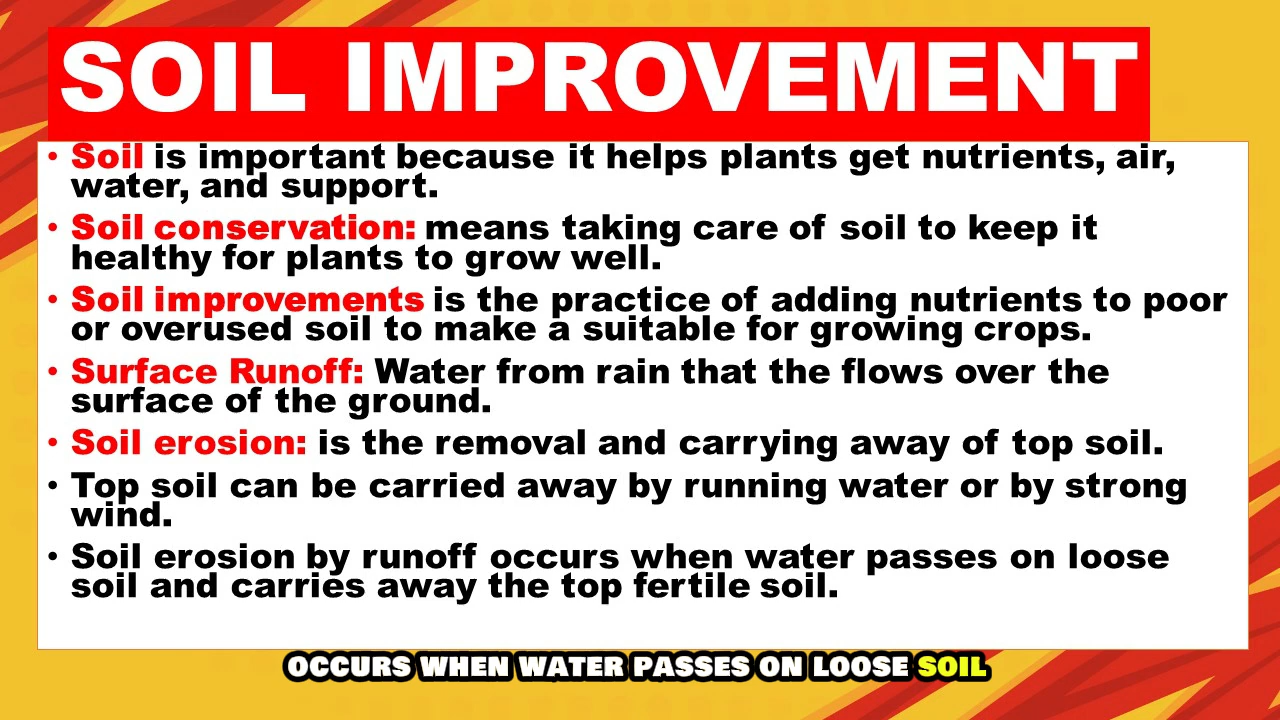 SOIL IMPROVEMENT
• Soil is important because it helps plants get nutrients, air,
water, and support.
• Soil conservation: means taking care of soil to keep it
healthy for plants to grow well.
• Soil improvements is the practice of adding nutrients to poor
or overused soil to make a suitable for growing crops.
• Surface Runoff: Water from rain that the flows over the
surface of the ground.
• Soil erosion: is the removal and carrying away of top soil.
• Top soil can be carried away by running water or by strong
wind.
• Soil erosion by runoff occurs when water passes on loose
soil and carries away the top fertile soil.
OCCURS WHEN WATER PASSES ON LOOSE SOIL